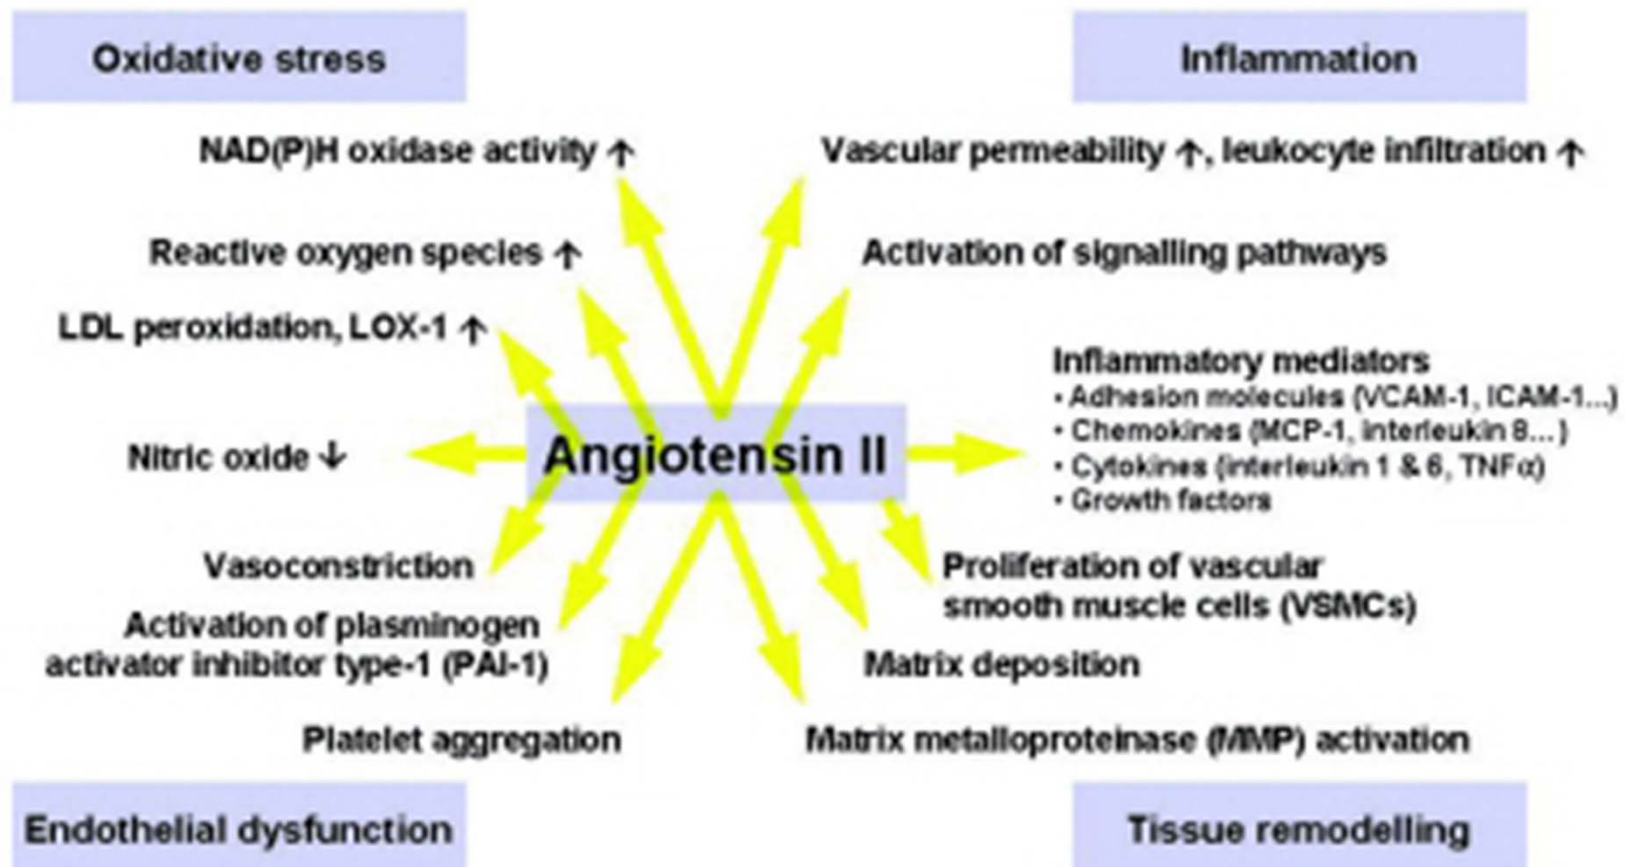 Oxidative stress
Inflammation
NAD(P)H oxidase activity ↑
Vascular permeability ↑, leukocyte infiltration ↑
Reactive oxygen species ↑
Activation of signalling pathways
LDL peroxidation, LOX-1 ↑
Inflammatory mediators
• Adhesion molecules (VCAM-1, ICAM-1...)
• Chemokines (MCP-1, interleukin 8...)
• Cytokines (interleukin 1 & 6, TNFα)
• Growth factors
Nitric oxide ↓
Angiotensin II
Vasoconstriction
Proliferation of vascular
smooth muscle cells (VSMCs)
Activation of plasminogen
activator inhibitor type-1 (PAI-1)
Matrix deposition
Platelet aggregation
Matrix metalloproteinase (MMP) activation
Endothelial dysfunction
Tissue remodelling